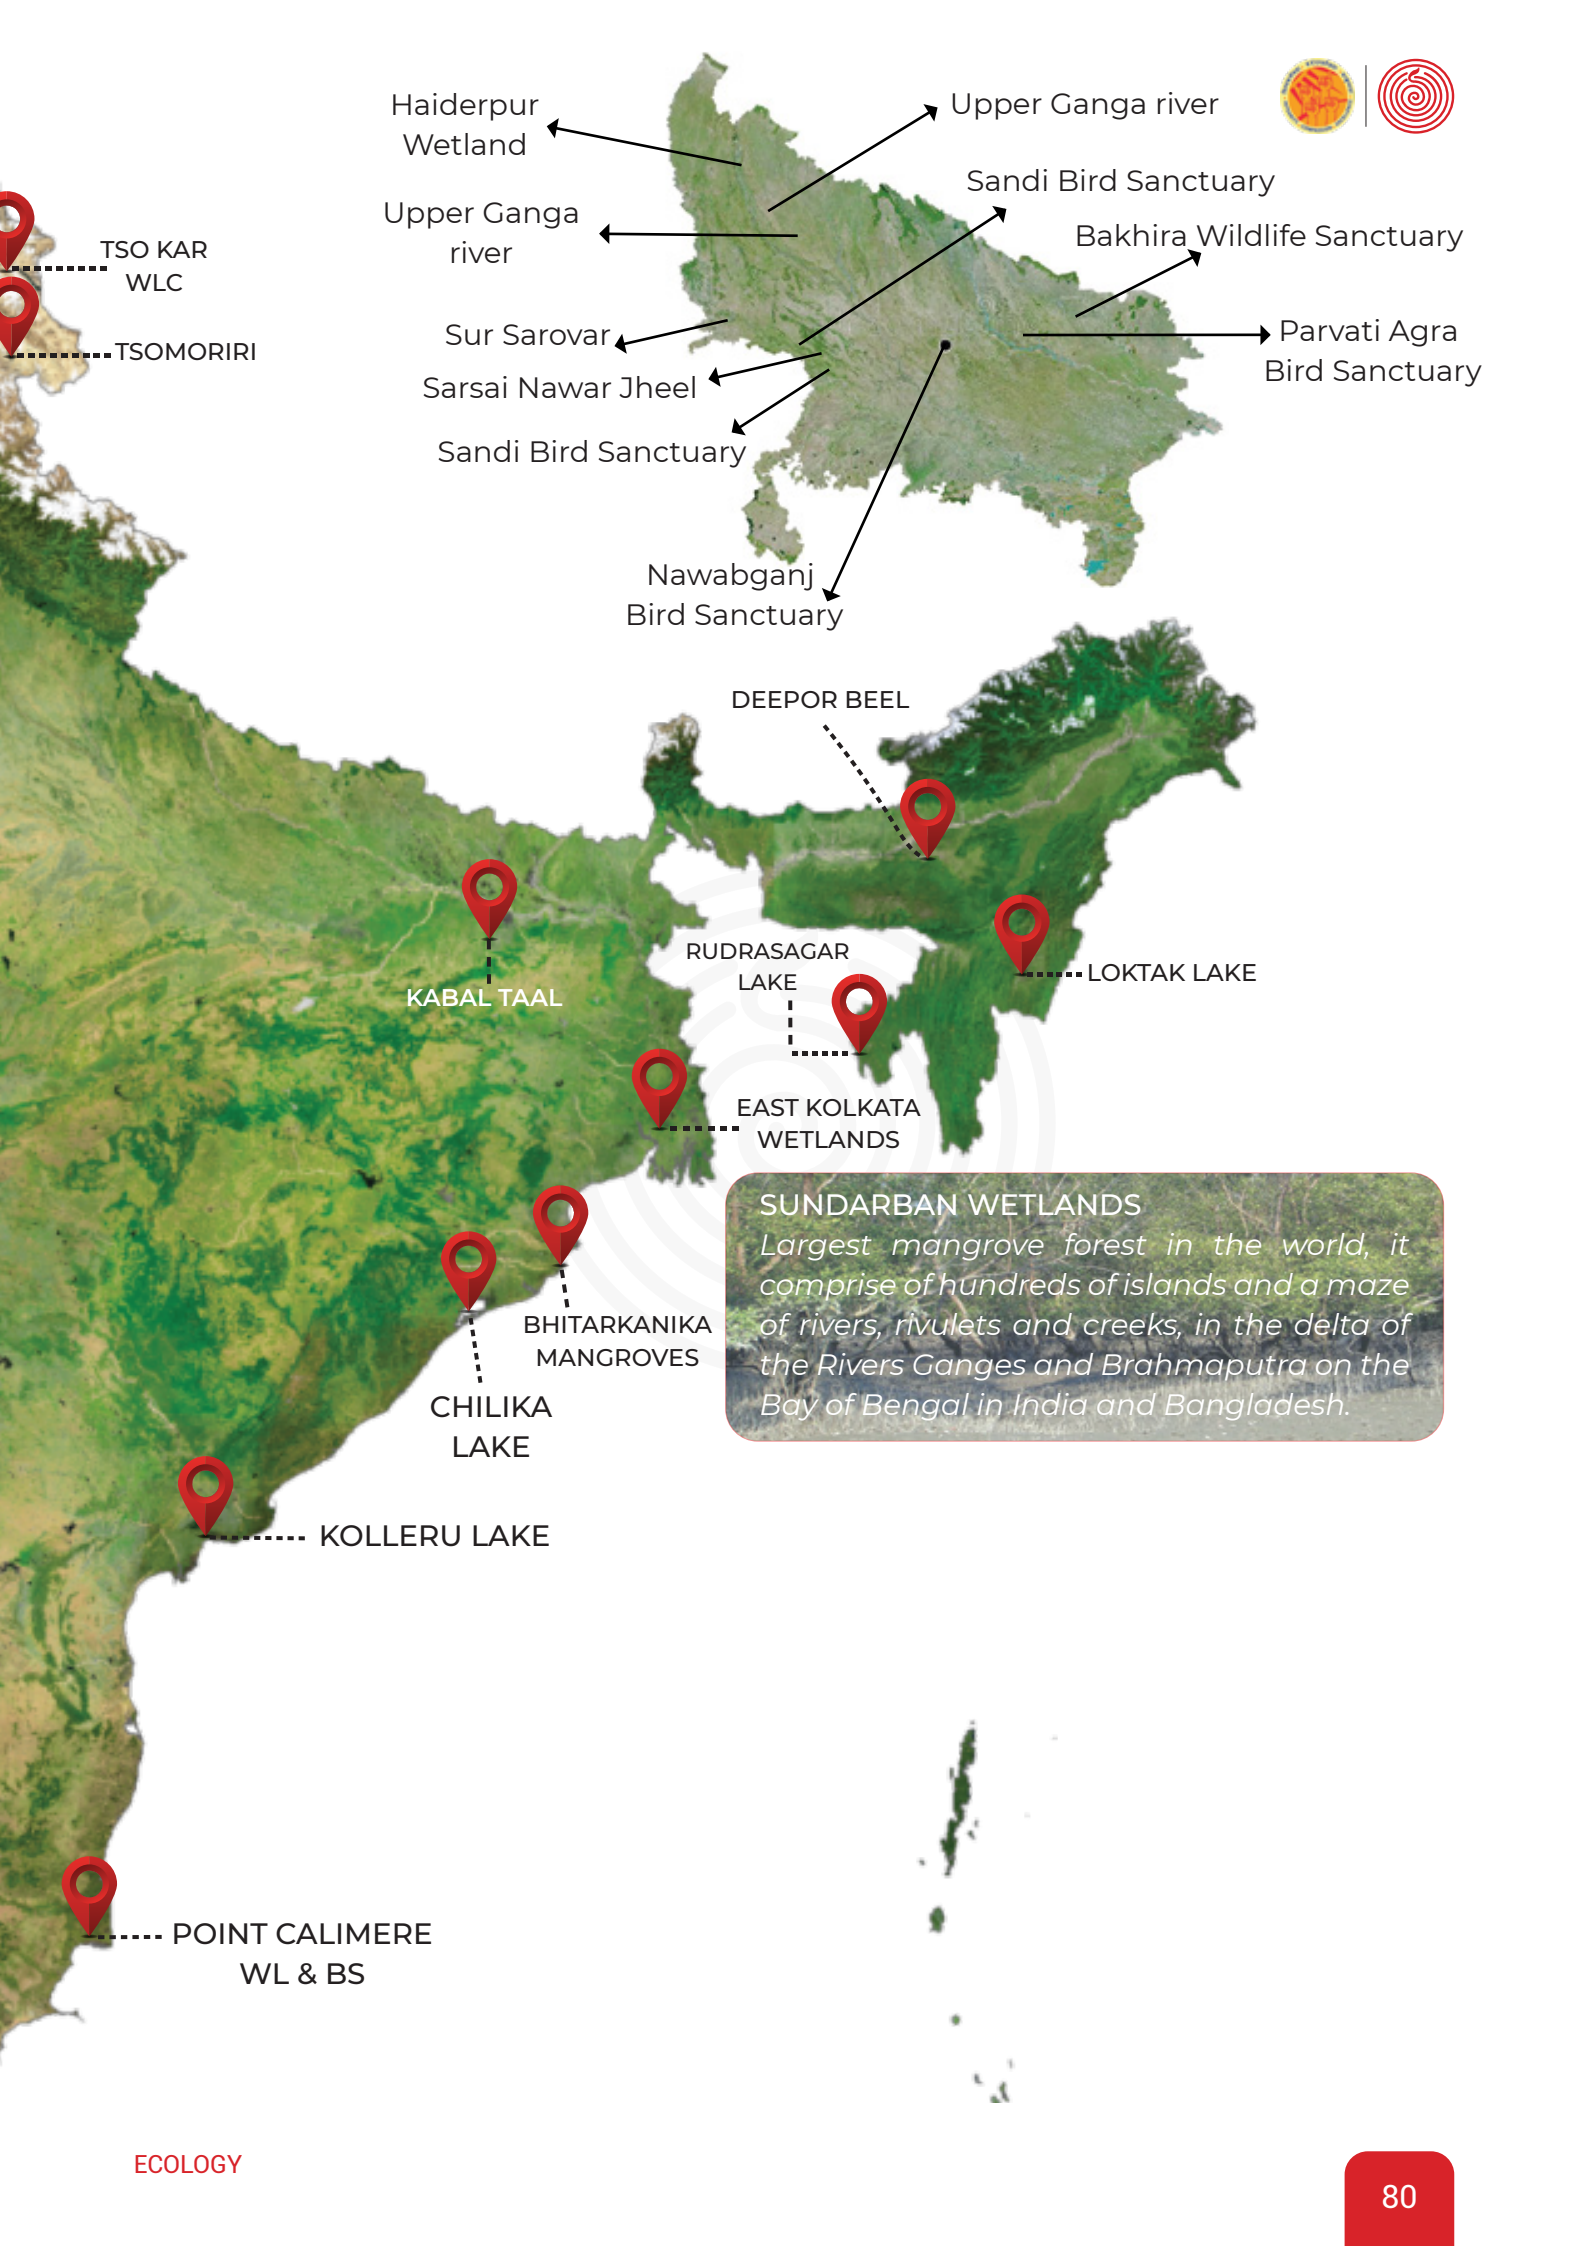 Haiderpur
Wetland
Upper Ganga river
Sandi Bird Sanctuary
Upper Ganga
river
Bakhira Wildlife Sanctuary
TSO KAR
WLC
Sur Sarovar
Parvati Agra
Bird Sanctuary
TSOMORIRI
Sarsai Nawar Jheel
Sandi Bird Sanctuary
Nawabganj
Bird Sanctuary
DEEPOR BEEL
RUDRASAGAR
LAKE
LOKTAK LAKE
KABAL TAAL
EAST KOLKATA
WETLANDS
SUNDARBAN WETLANDS
Largest mangrove forest in the world, it
comprise of hundreds of islands and a maze
of rivers, rivulets and creeks, in the delta of
the Rivers Ganges and Brahmaputra on the
Bay of Bengal in India and Bangladesh.
BHITARKANIKA
MANGROVES
CHILIKA
LAKE
KOLLERU LAKE
POINT CALIMERE
WL & BS
ECOLOGY
80